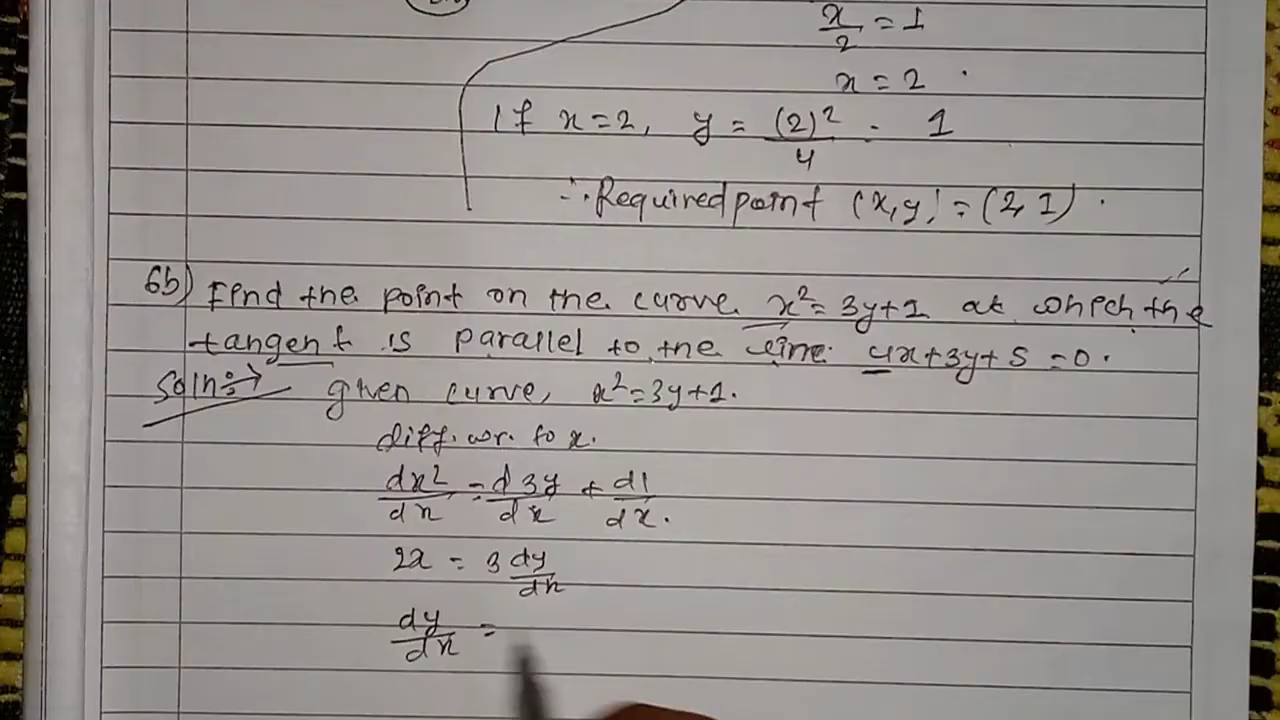 x/2 = 1
x = 2
If x=2, y = (2)²/4 = 1
∴ Required point (x,y) = (2,1).
6b) Find the point on the curve x²=3y+1 at which the
tangent is parallel to the line 4x+3y+5=0.
Soln:→ given curve, x²=3y+1.
diff. wr. to x.
dx²/dx = d3y/dx + d1/dx.
2x = 3 dy/dx
dy/dx =